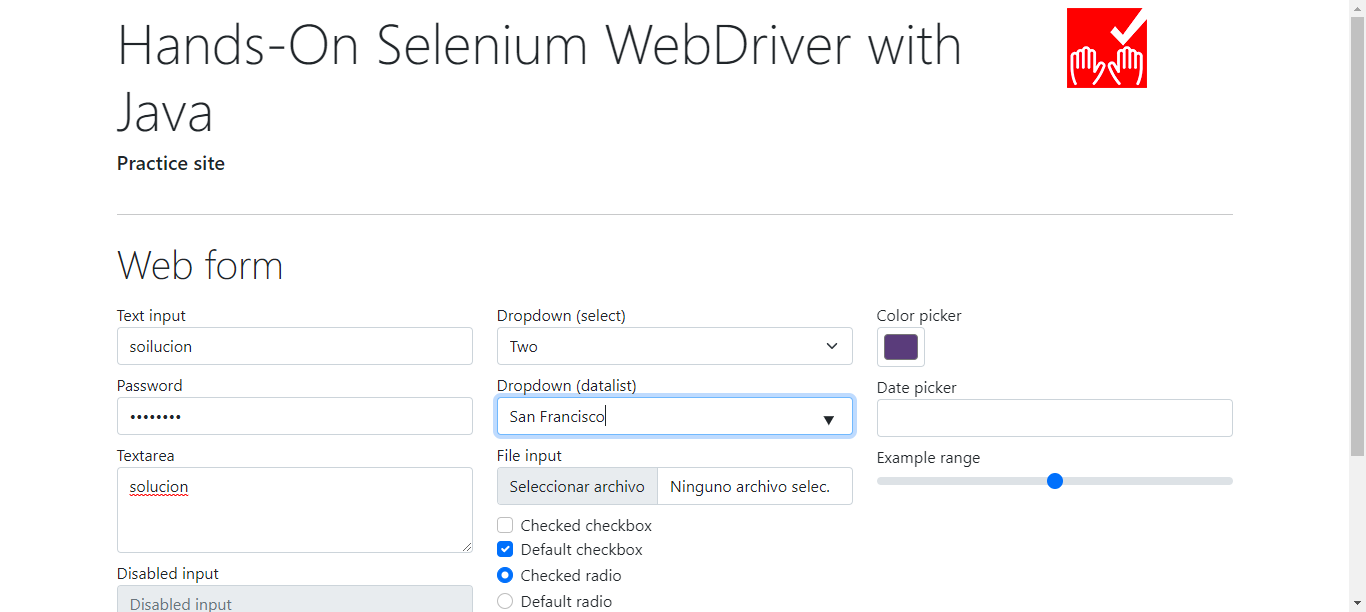 Hands-On Selenium WebDriver with
Java
Practice site
Web form
Text input
soilucion
Password
••••••••
Textarea
solucion
Disabled input
Disabled input
Dropdown (select)
Two
Dropdown (datalist)
San Francisco
File input
Seleccionar archivo Ninguno archivo selec.
Checked checkbox
Default checkbox
Checked radio
Default radio
Color picker
Date picker
Example range